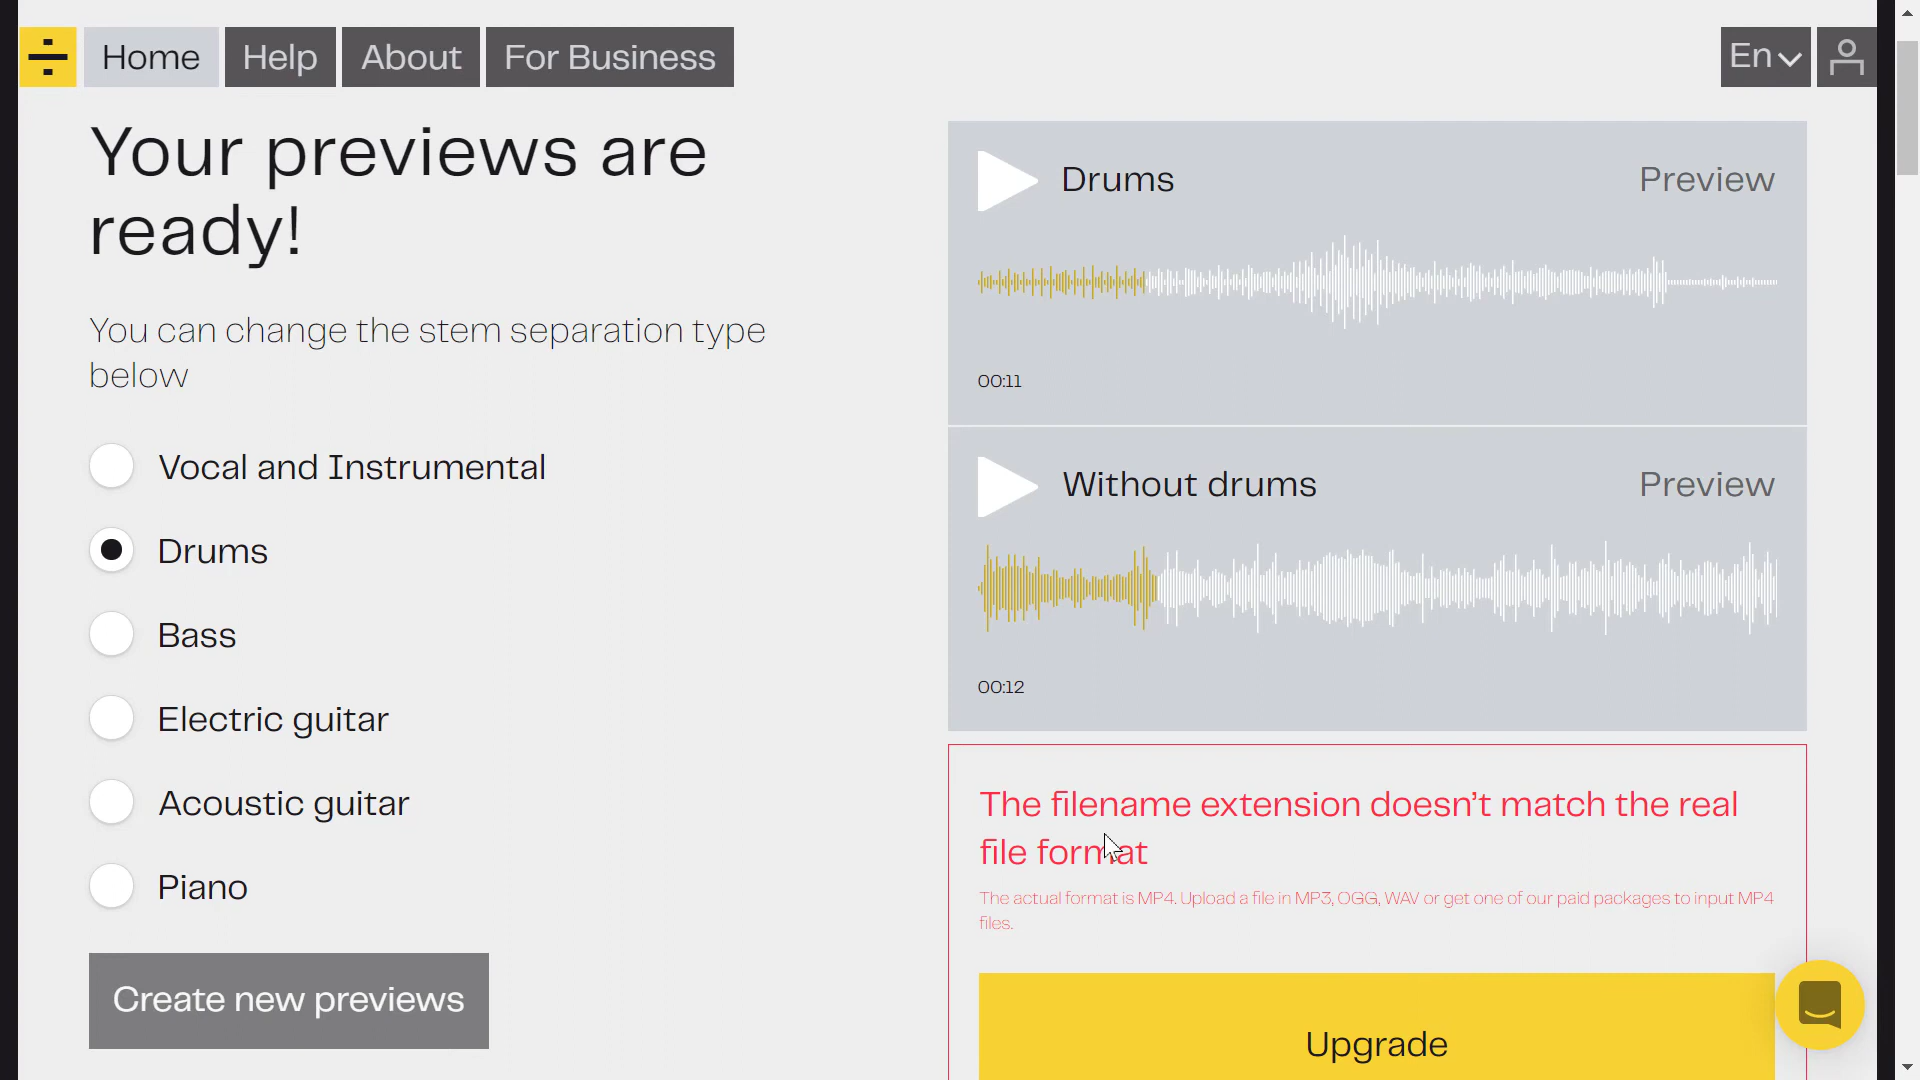 Home
Help
About
For Business
En
Your previews are
ready!
You can change the stem separation type
below
Vocal and Instrumental
Drums
Bass
Electric guitar
Acoustic guitar
Piano
Create new previews
Drums
Preview
00:11
Without drums
Preview
00:12
The filename extension doesn’t match the real
file format
The actual format is MP4. Upload a file in MP3, OGG, WAV or get one of our paid packages to input MP4
files.
Upgrade